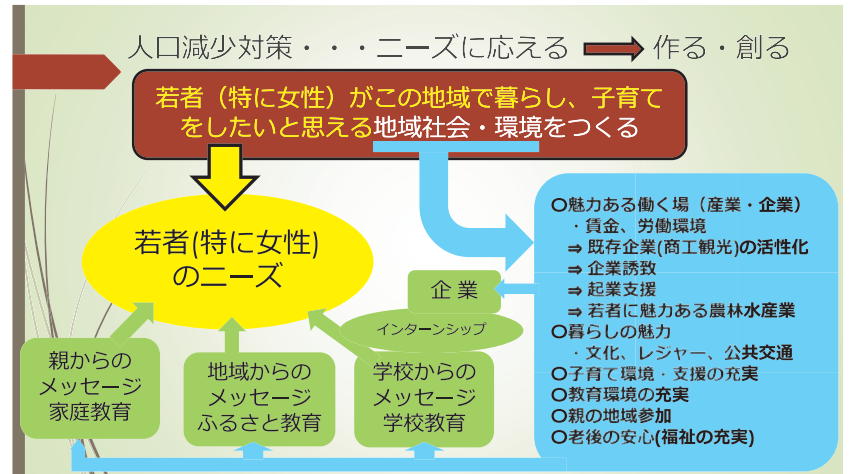 人口減少対策・・・ニーズに応える 作る・創る
若者（特に女性）がこの地域で暮らし、子育て
をしたいと思える地域社会・環境をつくる
若者(特に女性)
のニーズ
企 業
インターンシップ
親からの
メッセージ
家庭教育
地域からの
メッセージ
ふるさと教育
学校からの
メッセージ
学校教育
〇魅力ある働く場（産業・企業）
・賃金、労働環境
⇒ 既存企業(商工観光)の活性化
⇒ 企業誘致
⇒ 起業支援
⇒ 若者に魅力ある農林水産業
〇暮らしの魅力
・文化、レジャー、公共交通
〇子育て環境・支援の充実
〇教育環境の充実
〇親の地域参加
〇老後の安心(福祉の充実)